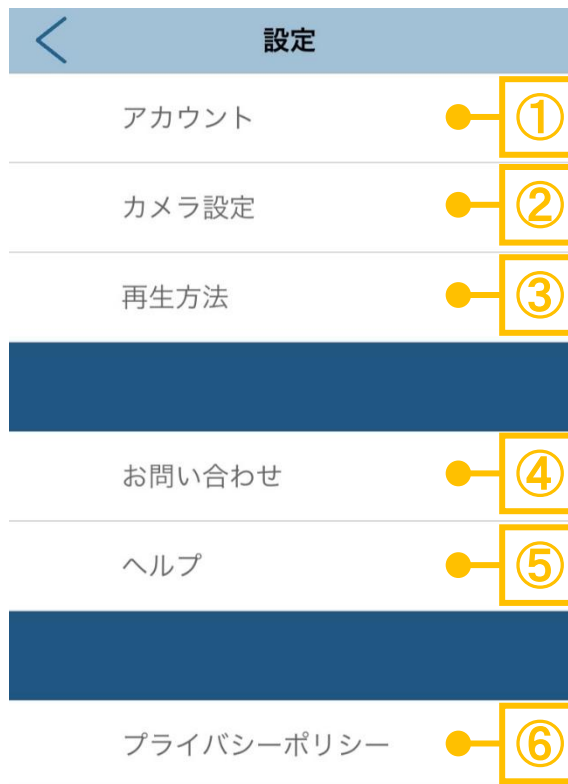 設定
アカウント ①
カメラ設定 ②
再生方法 ③
お問い合わせ ④
ヘルプ ⑤
プライバシーポリシー ⑥